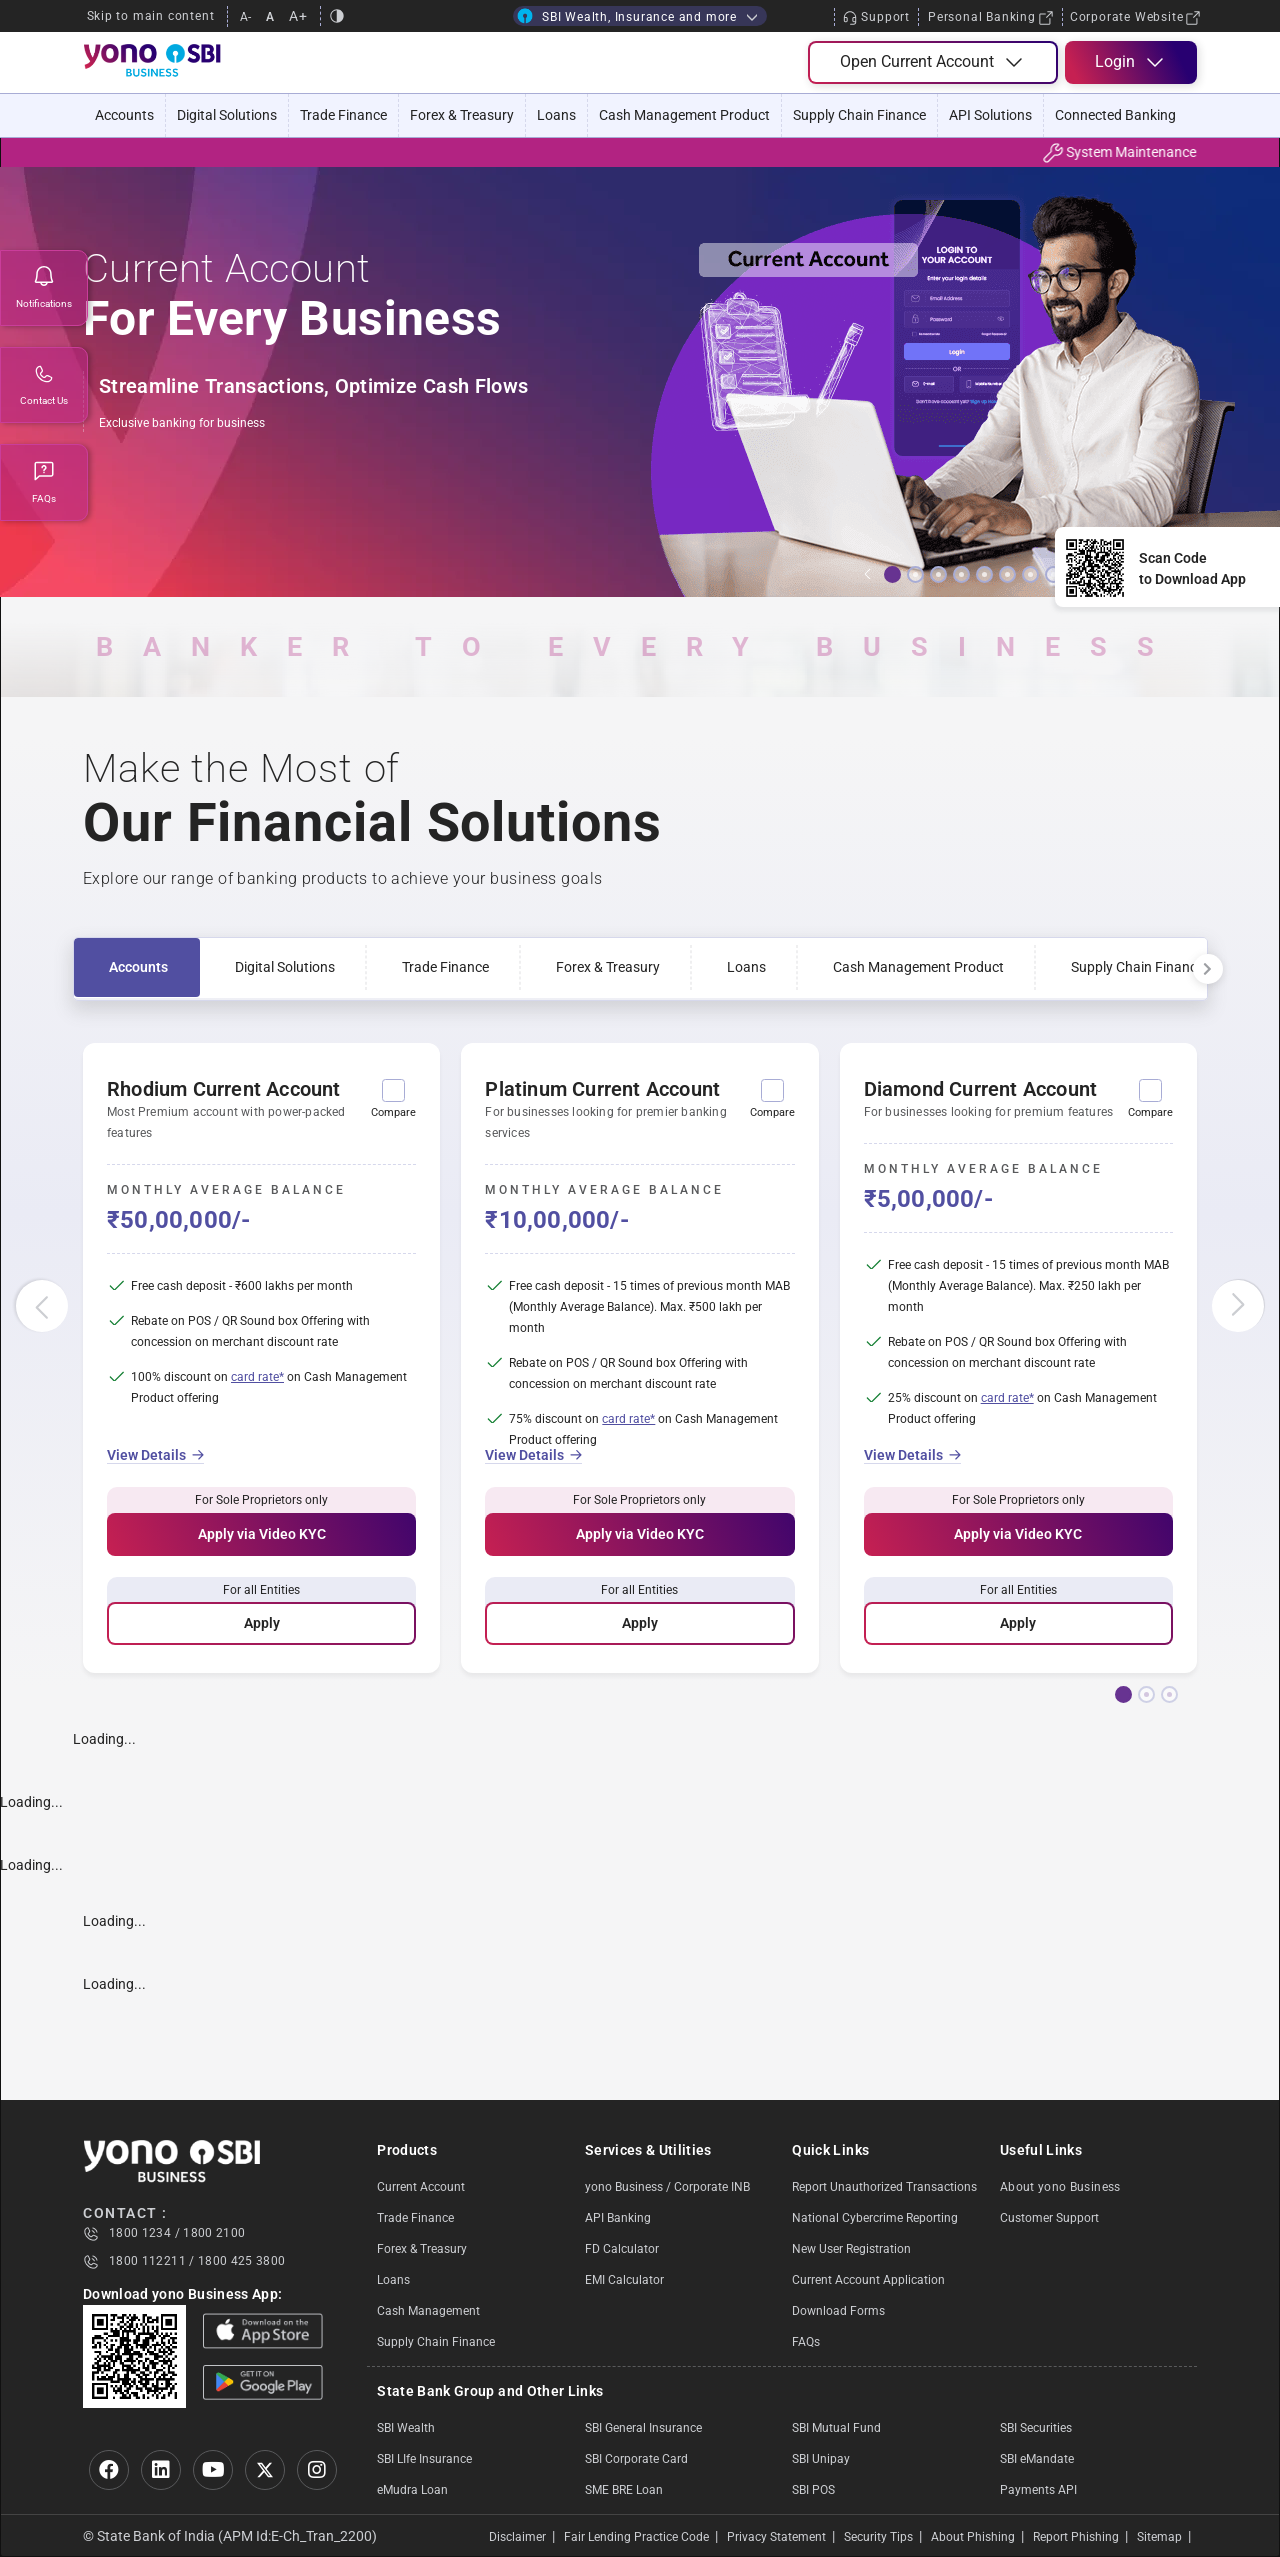 Skip to main content A- A A+ SBI Wealth, Insurance and more Support Personal Banking Corporate Website
yono SBI BUSINESS Open Current Account Login
Accounts Digital Solutions Trade Finance Forex & Treasury Loans Cash Management Product Supply Chain Finance API Solutions Connected Banking
System Maintenance
Current Account
For Every Business
Streamline Transactions, Optimize Cash Flows
Exclusive banking for business
Notifications
Contact Us
FAQs
Current Account
LOGIN TO
YOUR ACCOUNT
Enter your login details
Email Address
Password
Login
OR
E-mail
Scan Code
to Download App
BANKER TO EVERY BUSINESS
Make the Most of
Our Financial Solutions
Explore our range of banking products to achieve your business goals
Accounts Digital Solutions Trade Finance Forex & Treasury Loans Cash Management Product Supply Chain Financ
Rhodium Current Account
Most Premium account with power-packed
features
Compare
MONTHLY AVERAGE BALANCE
₹50,00,000/-
Free cash deposit - ₹600 lakhs per month
Rebate on POS / QR Sound box Offering with
concession on merchant discount rate
100% discount on card rate* on Cash Management
Product offering
View Details
For Sole Proprietors only
Apply via Video KYC
For all Entities
Apply
Platinum Current Account
For businesses looking for premier banking
services
Compare
MONTHLY AVERAGE BALANCE
₹10,00,000/-
Free cash deposit - 15 times of previous month MAB
(Monthly Average Balance). Max. ₹500 lakh per
month
Rebate on POS / QR Sound box Offering with
concession on merchant discount rate
75% discount on card rate* on Cash Management
Product offering
View Details
For Sole Proprietors only
Apply via Video KYC
For all Entities
Apply
Diamond Current Account
For businesses looking for premium features
Compare
MONTHLY AVERAGE BALANCE
₹5,00,000/-
Free cash deposit - 15 times of previous month MAB
(Monthly Average Balance). Max. ₹250 lakh per
month
Rebate on POS / QR Sound box Offering with
concession on merchant discount rate
25% discount on card rate* on Cash Management
Product offering
View Details
For Sole Proprietors only
Apply via Video KYC
For all Entities
Apply
Loading...
Loading...
Loading...
Loading...
Loading...
yono SBI
BUSINESS
CONTACT :
1800 1234 / 1800 2100
1800 112211 / 1800 425 3800
Download yono Business App:
Download on the
App Store
GET IT ON
Google Play
Products
Current Account
Trade Finance
Forex & Treasury
Loans
Cash Management
Supply Chain Finance
Services & Utilities
yono Business / Corporate INB
API Banking
FD Calculator
EMI Calculator
Quick Links
Report Unauthorized Transactions
National Cybercrime Reporting
New User Registration
Current Account Application
Download Forms
FAQs
Useful Links
About yono Business
Customer Support
State Bank Group and Other Links
SBI Wealth SBI General Insurance SBI Mutual Fund SBI Securities
SBI LIfe Insurance SBI Corporate Card SBI Unipay SBI eMandate
eMudra Loan SME BRE Loan SBI POS Payments API
© State Bank of India (APM Id:E-Ch_Tran_2200) Disclaimer | Fair Lending Practice Code | Privacy Statement | Security Tips | About Phishing | Report Phishing | Sitemap |